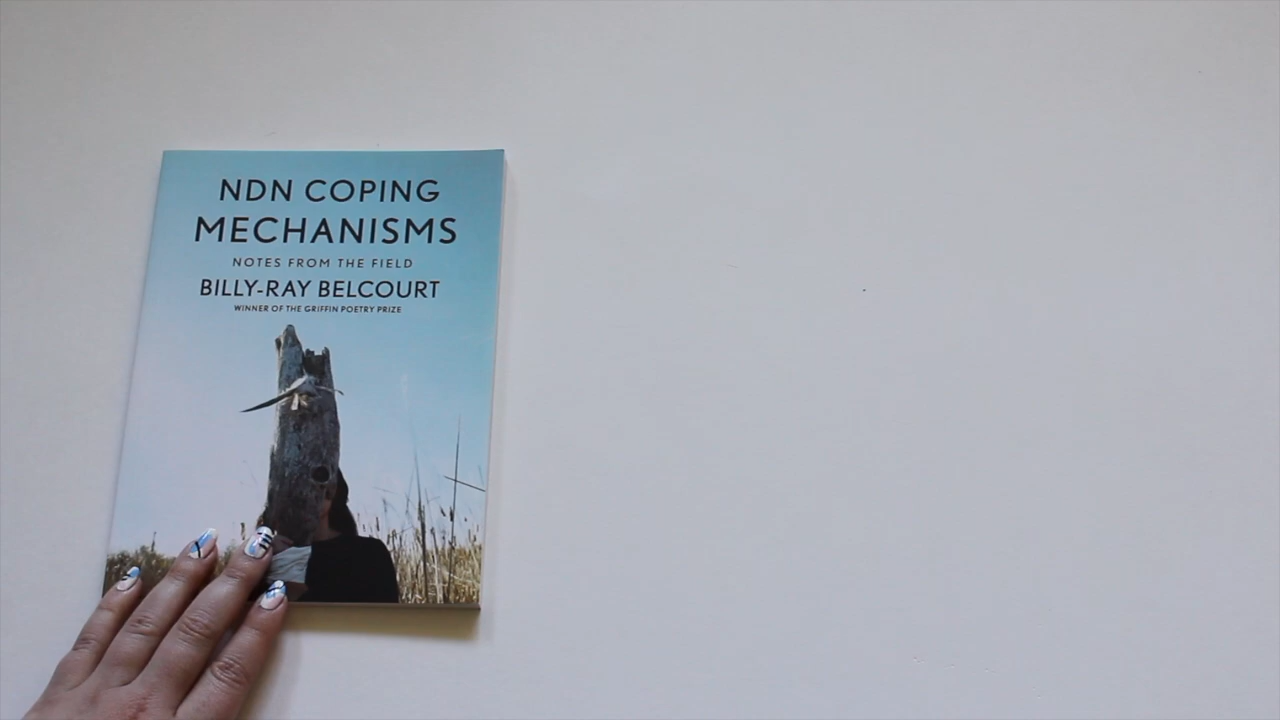 NDN COPING
MECHANISMS
NOTES FROM THE FIELD
BILLY-RAY BELCOURT
WINNER OF THE GRIFFIN POETRY PRIZE